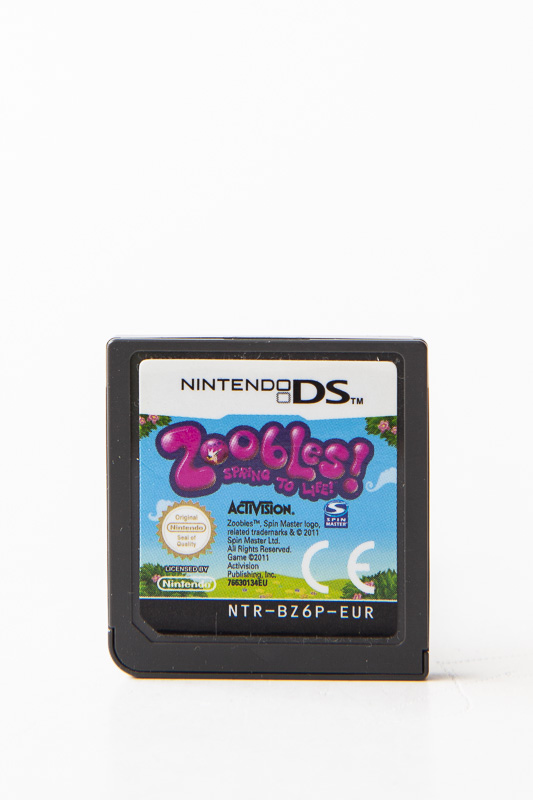 NINTENDO DS TM
Zoobles!
SPRING TO LIFE!
ACTIVISION.
SPIN
MASTER
Original
Nintendo
Seal of
Quality
Zoobles™, Spin Master logo,
related trademarks & © 2011
Spin Master Ltd.
All Rights Reserved.
Game ©2011
Activision
Publishing, Inc.
76630134EU
CE
LICENSED BY
Nintendo
NTR-BZ6P-EUR